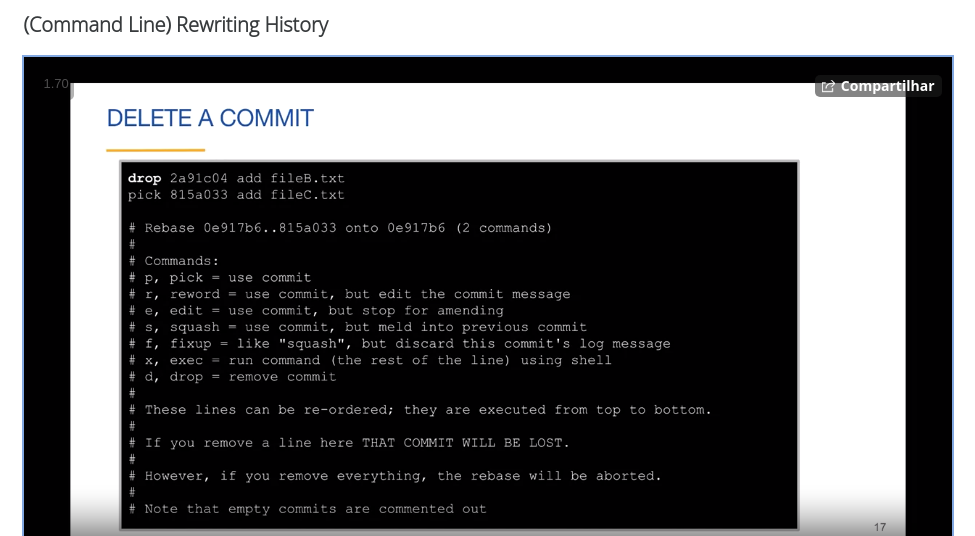 (Command Line) Rewriting History
1.70
Compartilhar
DELETE A COMMIT
drop 2a91c04 add fileB.txt
pick 815a033 add fileC.txt
# Rebase 0e917b6..815a033 onto 0e917b6 (2 commands)
#
# Commands:
# p, pick = use commit
# r, reword = use commit, but edit the commit message
# e, edit = use commit, but stop for amending
# s, squash = use commit, but meld into previous commit
# f, fixup = like "squash", but discard this commit's log message
# x, exec = run command (the rest of the line) using shell
# d, drop = remove commit
#
# These lines can be re-ordered; they are executed from top to bottom.
#
# If you remove a line here THAT COMMIT WILL BE LOST.
#
# However, if you remove everything, the rebase will be aborted.
#
# Note that empty commits are commented out
17